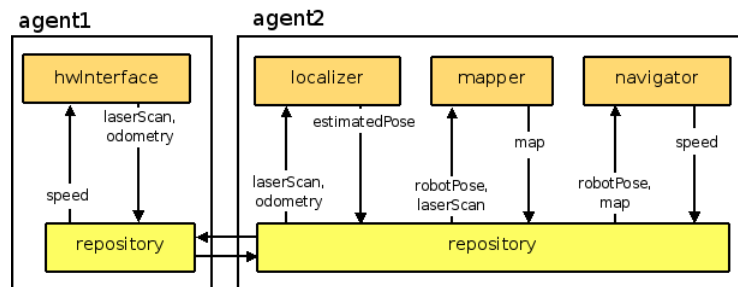 agent1
agent2
hwInterface
localizer
mapper
navigator
laserScan,
odometry
estimatedPose
map
speed
speed
laserScan,
odometry
robotPose,
laserScan
robotPose,
map
repository
repository